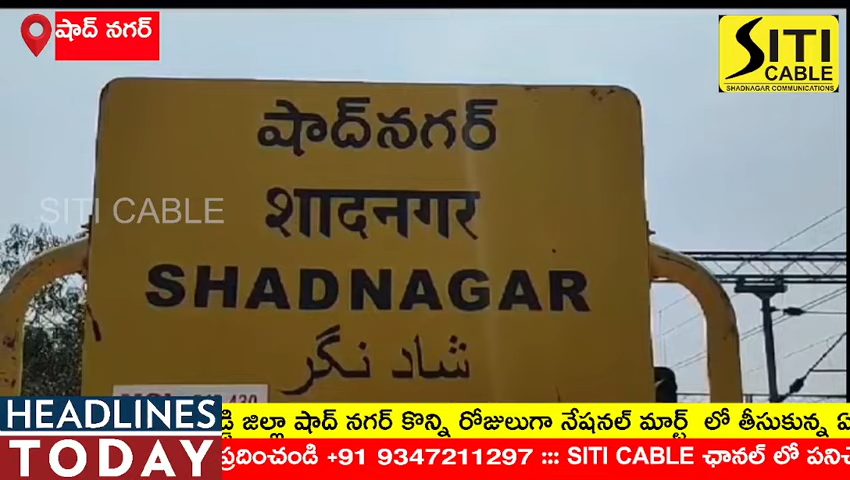 షాద్ నగర్
SITI
CABLE
SHADNAGAR COMMUNICATIONS
షాద్‌నగర్
शादनगर
SITI CABLE
SHADNAGAR
شاد نگر
430
HEADLINES
TODAY
డ్డి జిల్లా షాద్ నగర్ కొన్ని రోజులుగా నేషనల్ మార్ట్ లో తీసుకున్న ఏ
ప్రదించండి +91 9347211297 ::: SITI CABLE ఛానల్ లో పనిచే